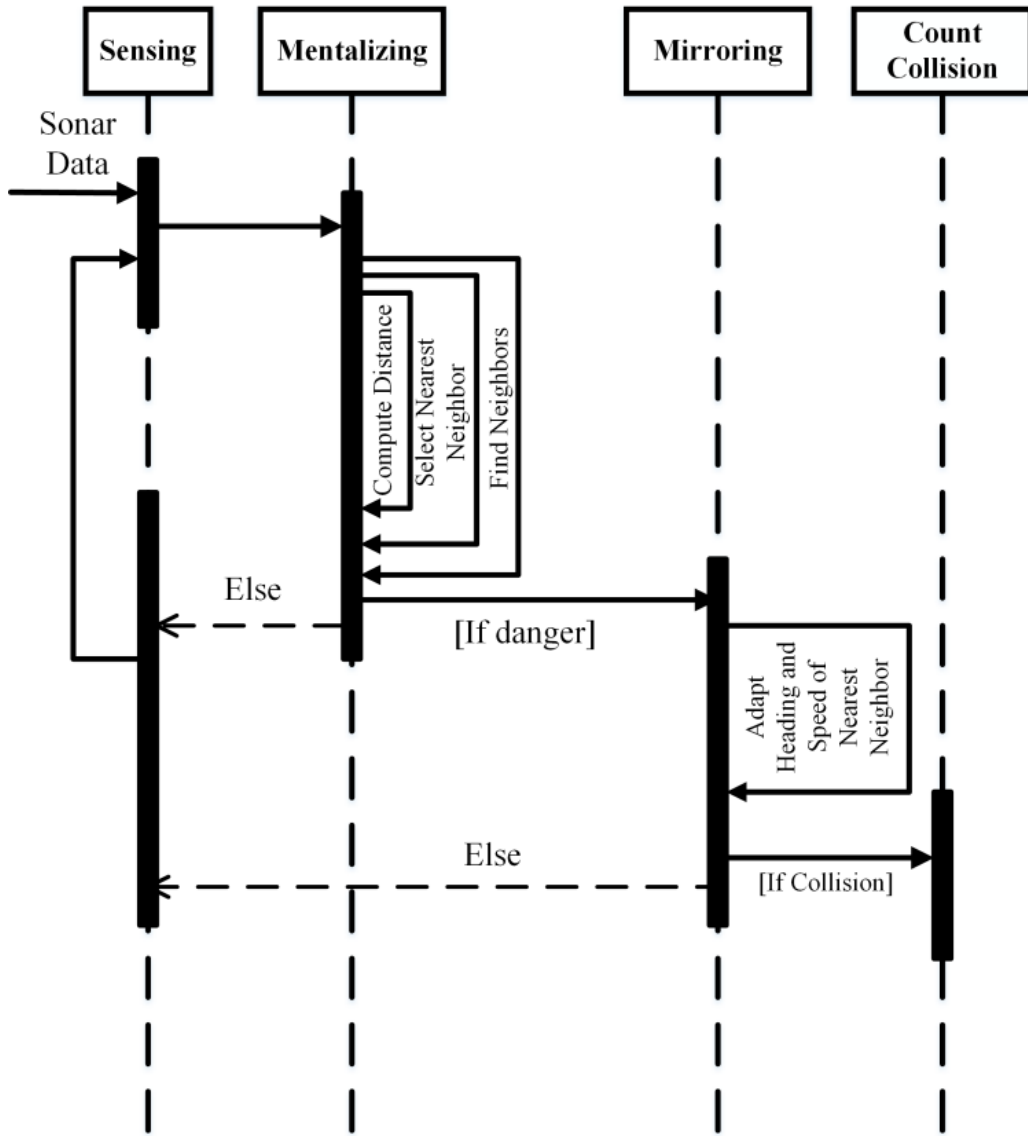 Sensing
Mentalizing
Mirroring
Count
Collision
Sonar
Data
Compute Distance
Select Nearest
Neighbor
Find Neighbors
Else
[If danger]
Adapt
Heading and
Speed of
Nearest
Neighbor
Else
[If Collision]